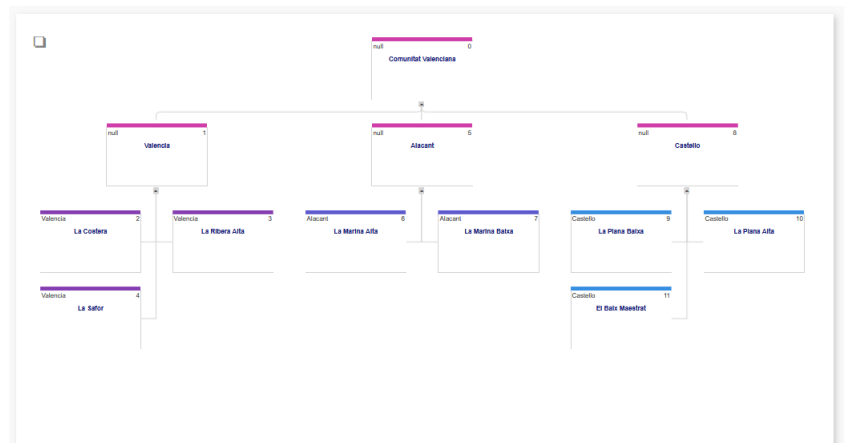 null 0
Comunitat Valenciana
null 1
Valencia
null 5
Alacant
null 8
Castello
Valencia 2
La Costera
Valencia 3
La Ribera Alta
Alacant 6
La Marina Alta
Alacant 7
La Marina Baixa
Castello 9
La Plana Baixa
Castello 10
La Plana Alta
Valencia 4
La Safor
Castello 11
El Baix Maestrat